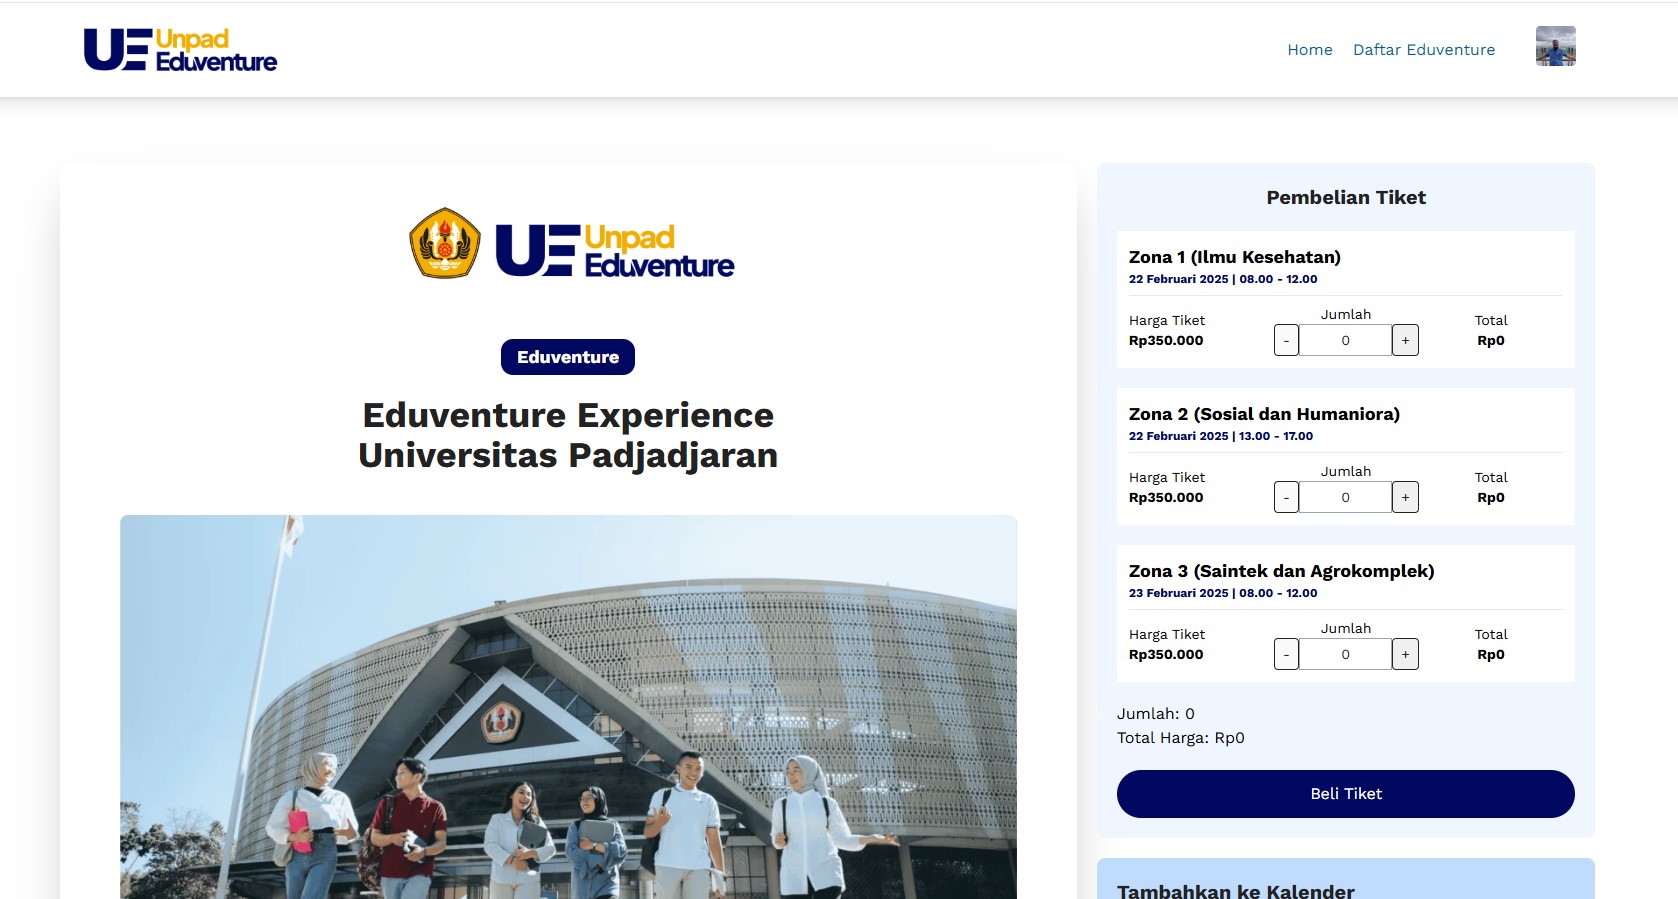 UE Unpad
Eduventure
Home
Daftar Eduventure
UE Unpad
Eduventure
Eduventure
Eduventure Experience
Universitas Padjadjaran
Pembelian Tiket
Zona 1 (Ilmu Kesehatan)
22 Februari 2025 | 08.00 - 12.00
Harga Tiket
Rp350.000
Jumlah
- 0 +
Total
Rp0
Zona 2 (Sosial dan Humaniora)
22 Februari 2025 | 13.00 - 17.00
Harga Tiket
Rp350.000
Jumlah
- 0 +
Total
Rp0
Zona 3 (Saintek dan Agrokomplek)
23 Februari 2025 | 08.00 - 12.00
Harga Tiket
Rp350.000
Jumlah
- 0 +
Total
Rp0
Jumlah: 0
Total Harga: Rp0
Beli Tiket
Tambahkan ke Kalender